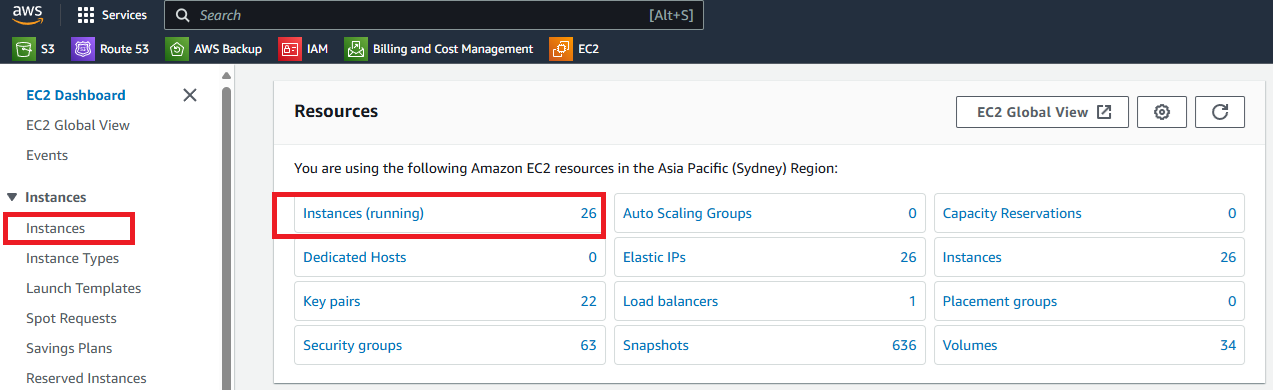 aws
Services
Search
[Alt+S]
S3
Route 53
AWS Backup
IAM
Billing and Cost Management
EC2
EC2 Dashboard
EC2 Global View
Events
Instances
Instances
Instance Types
Launch Templates
Spot Requests
Savings Plans
Reserved Instances
Resources
EC2 Global View
You are using the following Amazon EC2 resources in the Asia Pacific (Sydney) Region:
Instances (running) 26
Auto Scaling Groups 0
Capacity Reservations 0
Dedicated Hosts 0
Elastic IPs 26
Instances 26
Key pairs 22
Load balancers 1
Placement groups 0
Security groups 63
Snapshots 636
Volumes 34